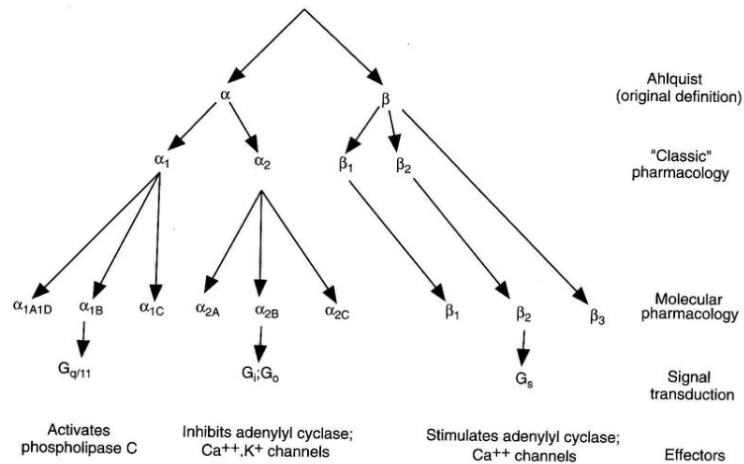 Ahlquist
(original definition)
α
β
"Classic"
pharmacology
α₁
α₂
β₁
β₂
Molecular
pharmacology
α₁A1D
α₁B
α₁C
α₂A
α₂B
α₂C
β₁
β₂
β₃
Signal
transduction
Gq/11
Gi;Go
Gs
Activates
phospholipase C
Inhibits adenylyl cyclase;
Ca++,K+ channels
Stimulates adenylyl cyclase;
Ca++ channels
Effectors